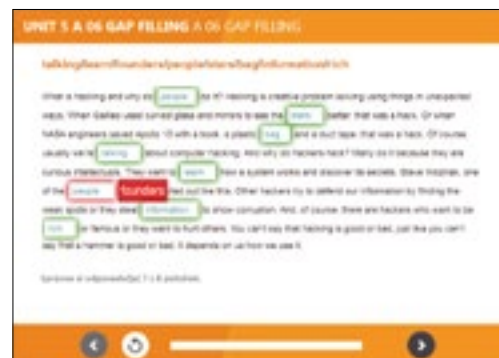 UNIT 5 A 06 GAP FILLING A 06 GAP FILLING
talking/learn/founders/people/stars/bag/information/rich
What is hacking and why do people do it? Hacking is creative problem solving using things in unexpected
ways. When Galileo used curved glass and mirrors to see the stars better that was a hack. Or when
NASA engineers saved Apollo 13 with a book, a plastic bag and a duct tape, that was a hack. Of course,
usually we're talking about computer hacking. And why do hackers hack? Many do it because they are
curious intellectuals. They want to learn how a system works and discover its secrets. Steve Wozniak, one
of the people founders out like this. Other hackers try to defend our information by finding the
weak spots or they steal information to show corruption. And, of course, there are hackers who want to be
rich or famous or they want to hurt others. You can't say that hacking is good or bad, just like you can't
say that a hammer is good or bad. It depends on us how we use it.